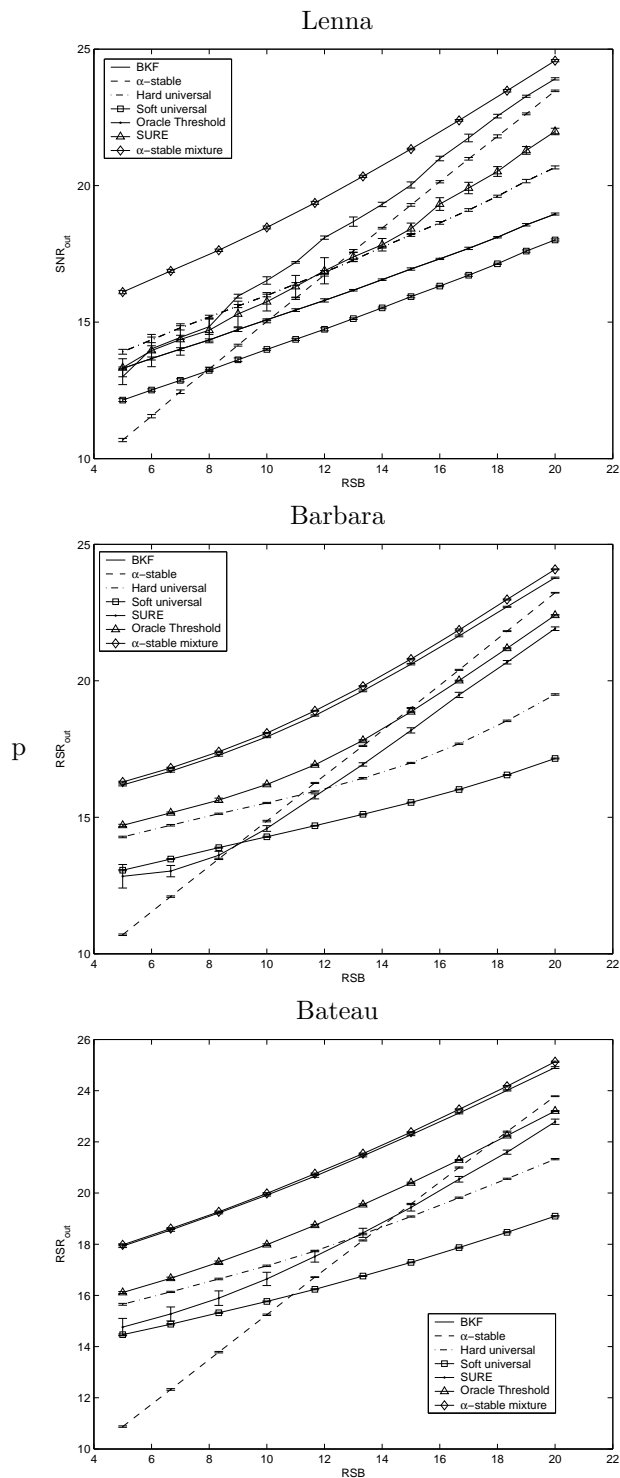 Lenna
25
20
15
10
SNR_out
4 6 8 10 12 14 16 18 20 22
RSB
BKF
α−stable
Hard universal
Soft universal
Oracle Threshold
SURE
α−stable mixture
Barbara
p
25
20
15
10
RSR_out
4 6 8 10 12 14 16 18 20 22
RSB
BKF
α−stable
Hard universal
Soft universal
SURE
Oracle Threshold
α−stable mixture
Bateau
26
24
22
20
18
16
14
12
10
RSR_out
4 6 8 10 12 14 16 18 20 22
RSB
BKF
α−stable
Hard universal
Soft universal
SURE
Oracle Threshold
α−stable mixture